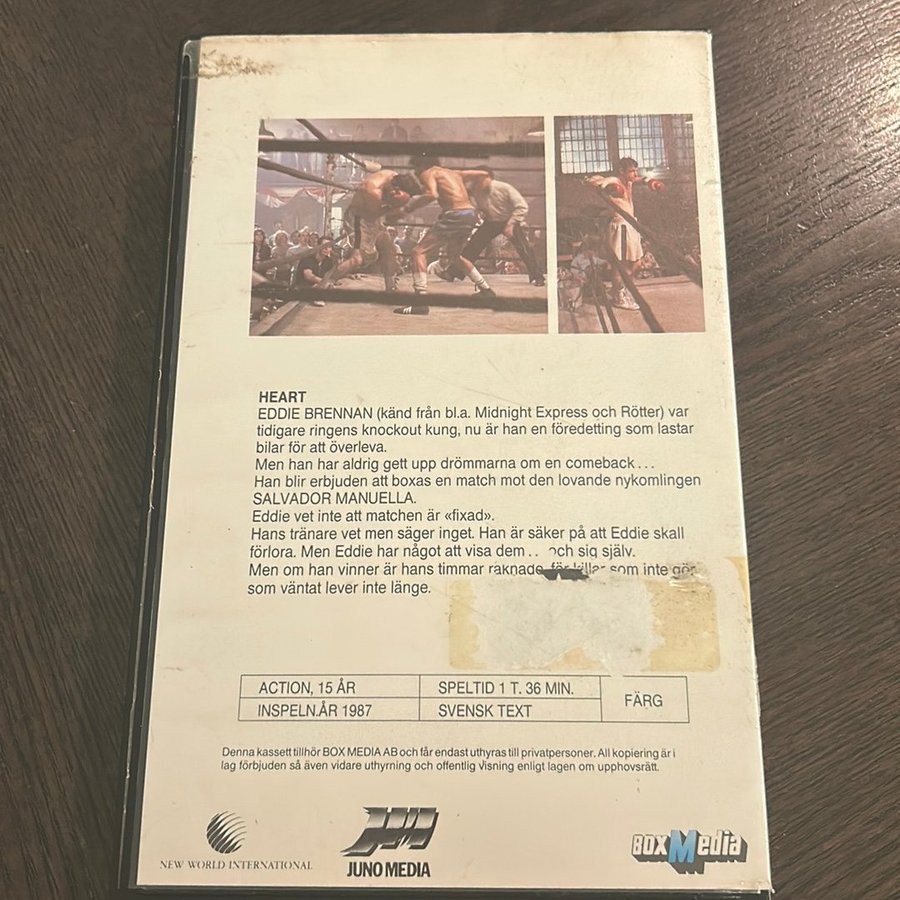 HEART
EDDIE BRENNAN (känd från bl.a. Midnight Express och Rötter) var
tidigare ringens knockout kung, nu är han en föredetting som lastar
bilar för att överleva.
Men han har aldrig gett upp drömmarna om en comeback...
Han blir erbjuden att boxas en match mot den lovande nykomlingen
SALVADOR MANUELLA.
Eddie vet inte att matchen är «fixad».
Hans tränare vet men säger inget. Han är säker på att Eddie skall
förlora. Men Eddie har något att visa dem . . och sig själv.
Men om han vinner är hans timmar räknade, för killar som inte gör
som väntat lever inte länge.
ACTION, 15 ÅR
SPELTID 1 T. 36 MIN.
FÄRG
INSPELN.ÅR 1987
SVENSK TEXT
Denna kassett tillhör BOX MEDIA AB och får endast uthyras till privatpersoner. All kopiering är i
lag förbjuden så även vidare uthyrning och offentlig visning enligt lagen om upphovsrätt.
NEW WORLD INTERNATIONAL
JUNO MEDIA
BOX Media